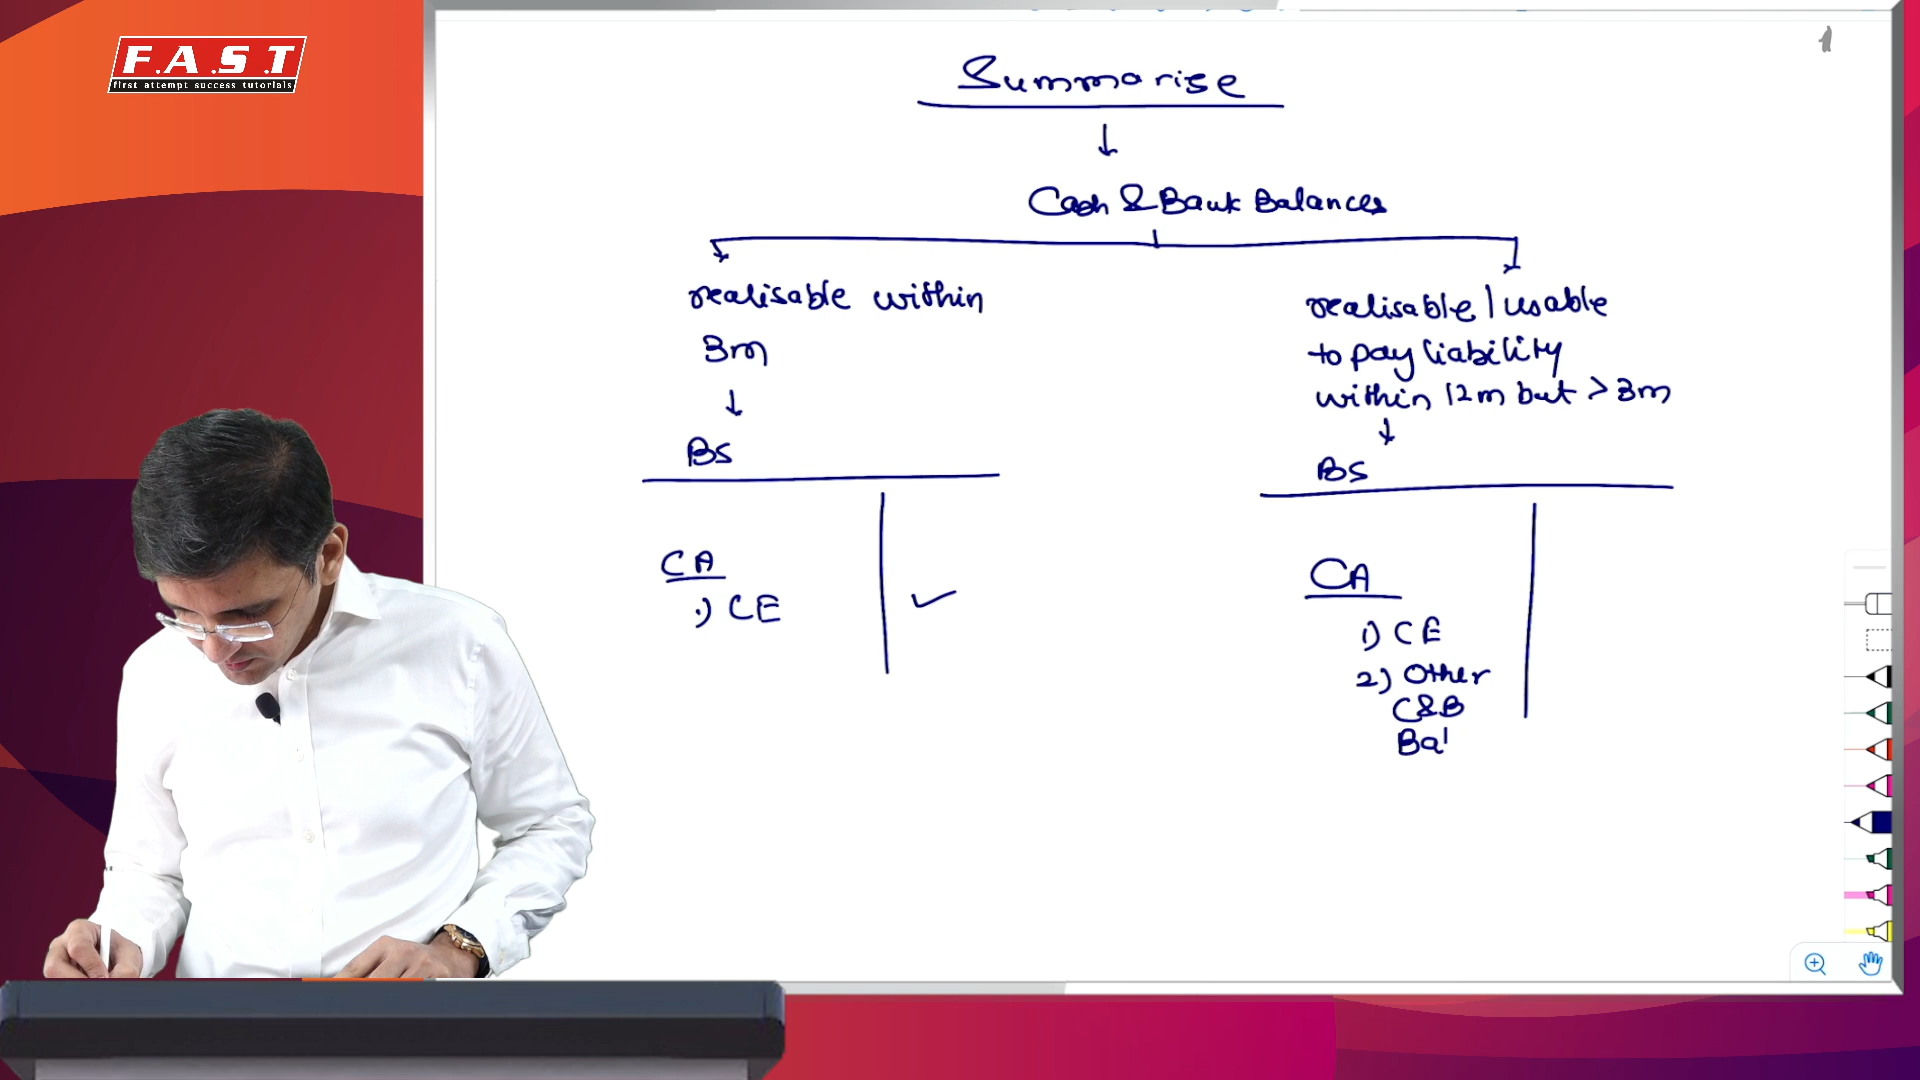 F.A.S.T
first attempt success tutorials
1
Summarise
Cash & Bank Balances
realisable within
3m
BS
CA
1) CE
realisable / usable
to pay liability
within 12m but > 3m
BS
CA
1) CE
2) Other
C&B
Bal